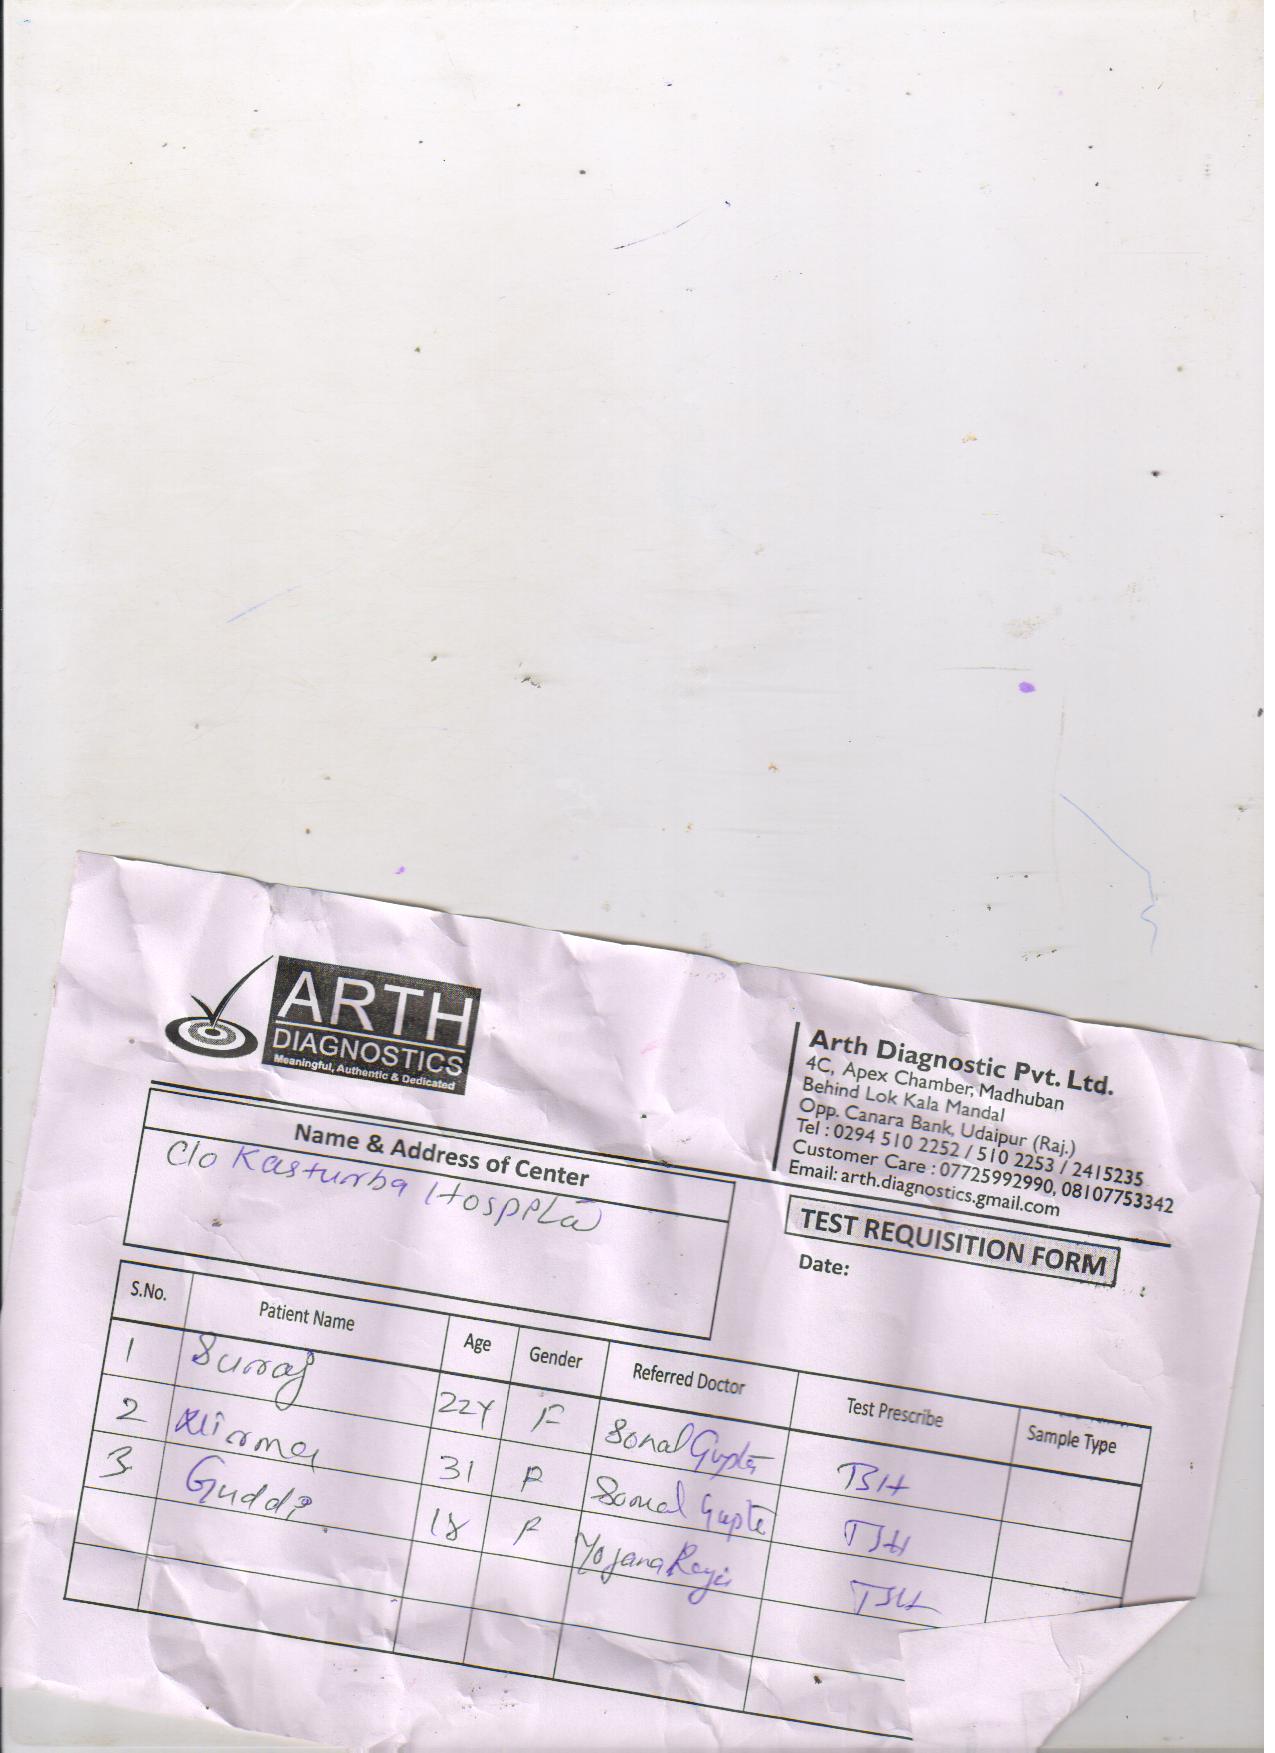 ARTH
DIAGNOSTICS
Meaningful, Authentic & Dedicated
Arth Diagnostic Pvt. Ltd.
4C, Apex Chamber, Madhuban
Behind Lok Kala Mandal
Opp. Canara Bank, Udaipur (Raj.)
Tel : 0294 510 2252 / 510 2253 / 2415235
Customer Care : 07725992990, 08107753342
Email: arth.diagnostics.gmail.com
Name & Address of Center
C/o Kasturba Hospital
TEST REQUISITION FORM
Date:
S.No. Patient Name Age Gender Referred Doctor Test Prescribe Sample Type
1 Surraj 22Y F Sonal Gupta TSH
2 Nirma 31 F Sonal Gupta TSH
3 Guddi 18 F Yojana TSH